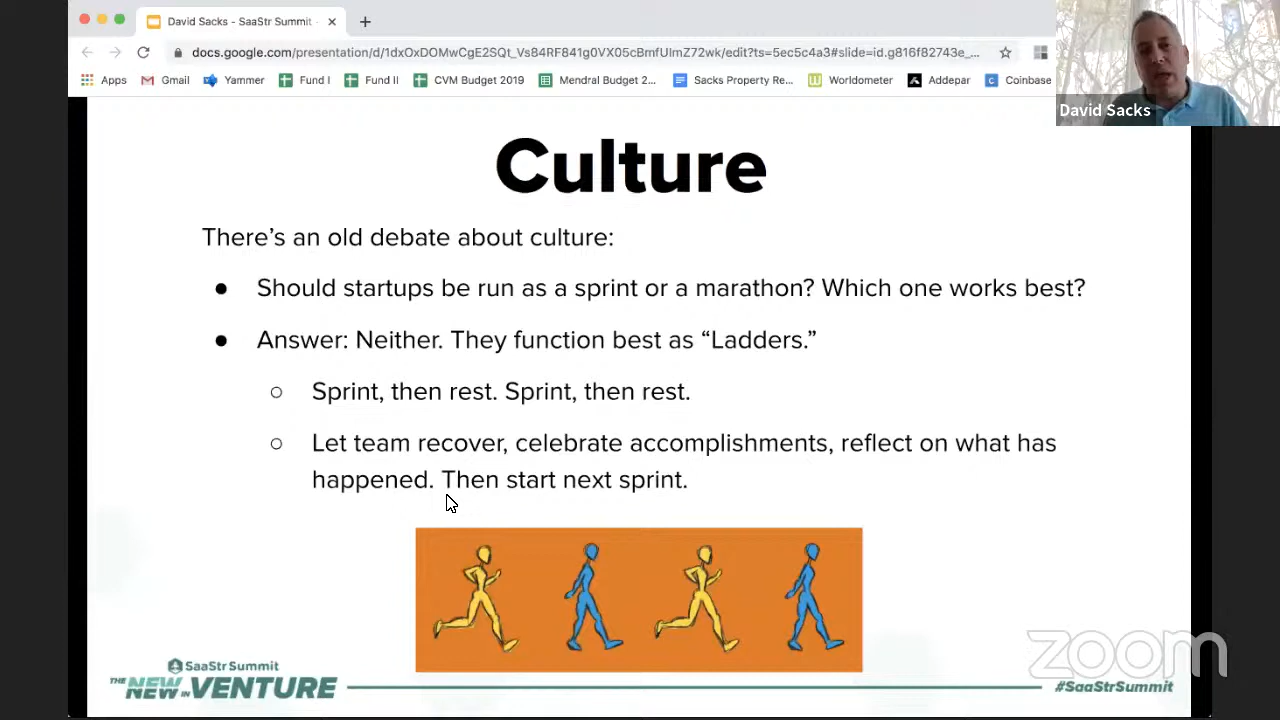 David Sacks - SaaStr Summit -
docs.google.com/presentation/d/1dxOxDOMwCgE2SQt_Vs84RF841g0VX05cBmfUlmZ72wk/edit?ts=5ec5c4a3#slide=id.g816f82743e_...
Apps Gmail Yammer Fund I Fund II CVM Budget 2019 Mendral Budget 2... Sacks Property Re... Worldometer Addepar Coinbase
David Sacks
Culture
There's an old debate about culture:
● Should startups be run as a sprint or a marathon? Which one works best?
● Answer: Neither. They function best as “Ladders.”
○ Sprint, then rest. Sprint, then rest.
○ Let team recover, celebrate accomplishments, reflect on what has
happened. Then start next sprint.
zoom
SaaStr Summit
THE NEW IN VENTURE
#SaaStrSummit